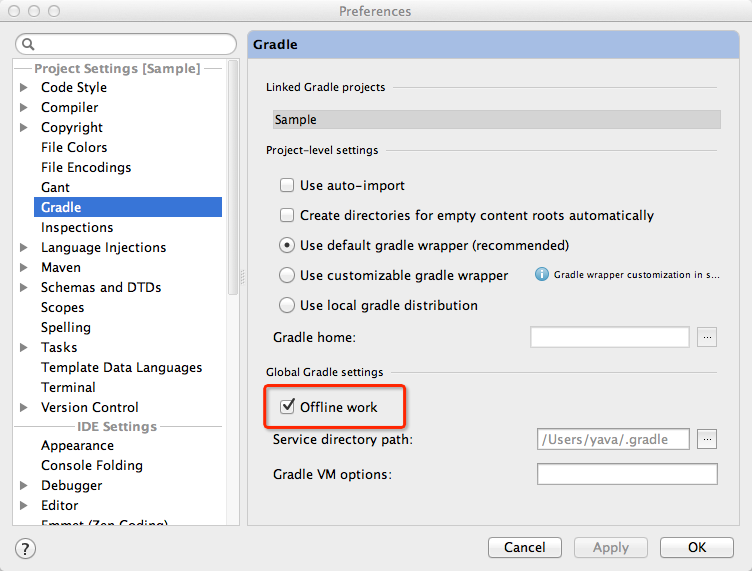 Preferences
Project Settings [Sample]
Code Style
Compiler
Copyright
File Colors
File Encodings
Gant
Gradle
Inspections
Language Injections
Maven
Schemas and DTDs
Scopes
Spelling
Tasks
Template Data Languages
Terminal
Version Control
IDE Settings
Appearance
Console Folding
Debugger
Editor
Emmet (Zen Coding)
Gradle
Linked Gradle projects
Sample
Project-level settings
Use auto-import
Create directories for empty content roots automatically
Use default gradle wrapper (recommended)
Use customizable gradle wrapper
Gradle wrapper customization in s...
Use local gradle distribution
Gradle home:
...
Global Gradle settings
Offline work
Service directory path:
/Users/yava/.gradle
...
Gradle VM options:
?
Cancel
Apply
OK